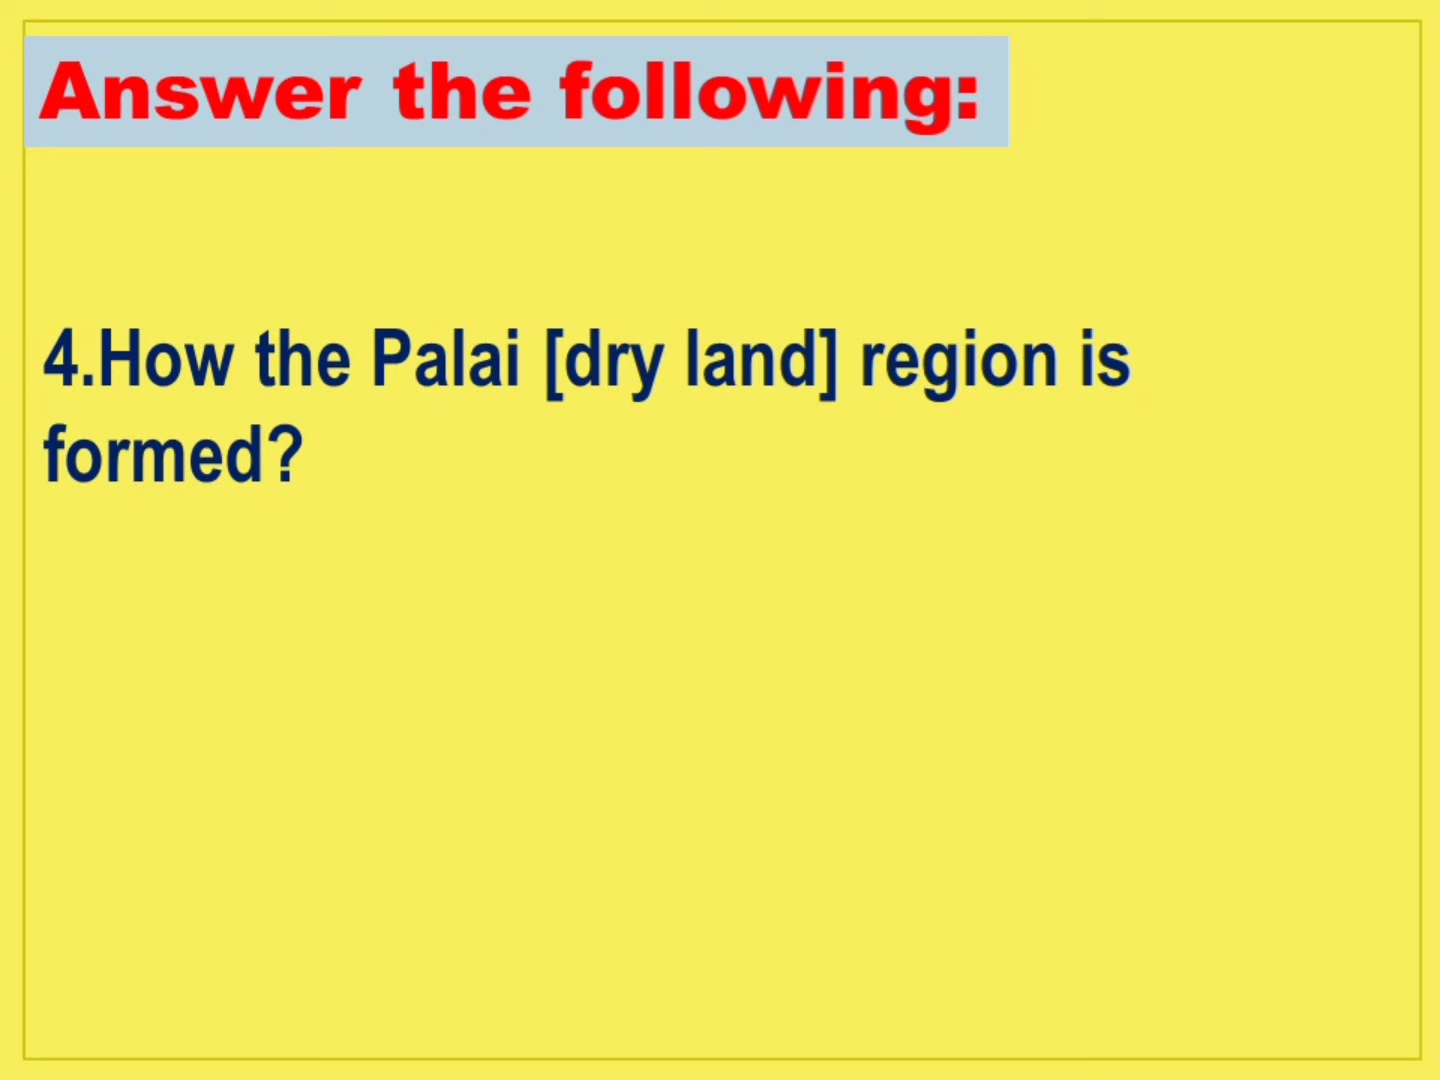 Answer the following:
4.How the Palai [dry land] region is
formed?